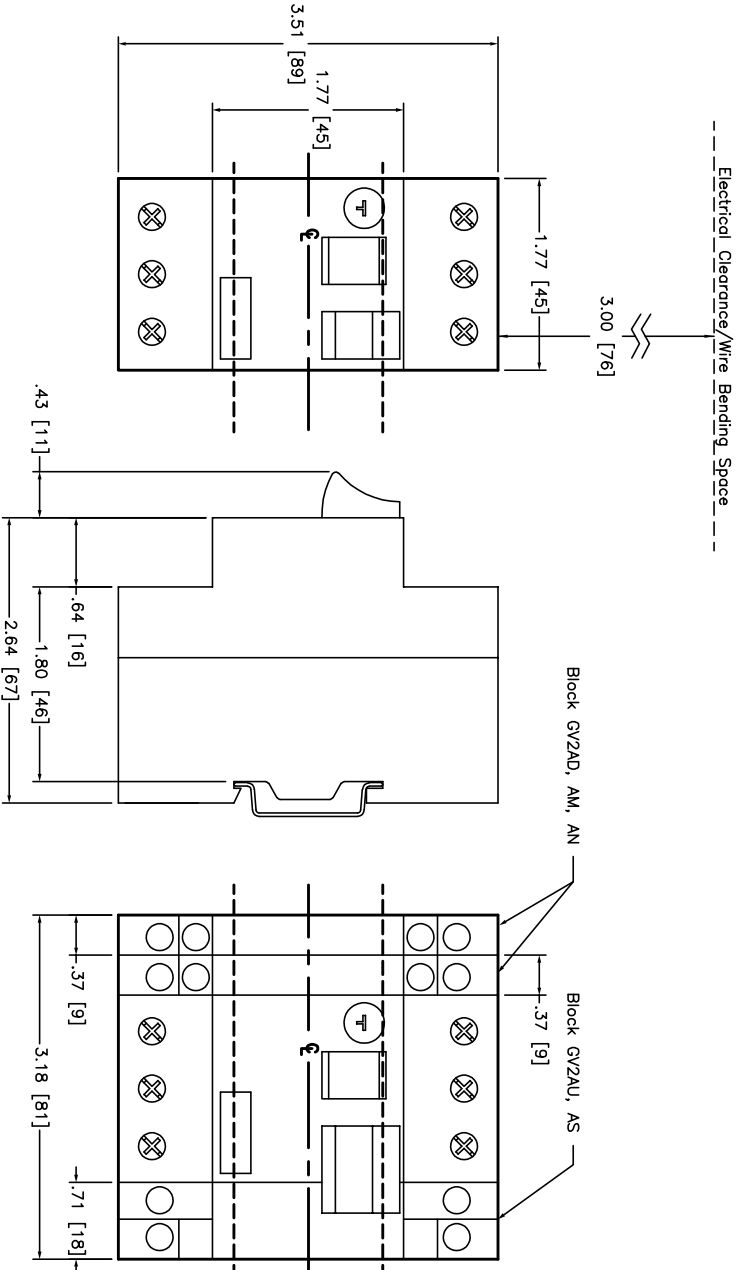 Electrical Clearance/Wire Bending Space
3.51 [89]
1.77 [45]
1.77 [45]
3.00 [76]
T
℄
.43 [11]
.64 [16]
1.80 [46]
2.64 [67]
Block GV2AD, AM, AN
Block GV2AU, AS
.37 [9]
T
℄
.37 [9]
3.18 [81]
.71 [18]